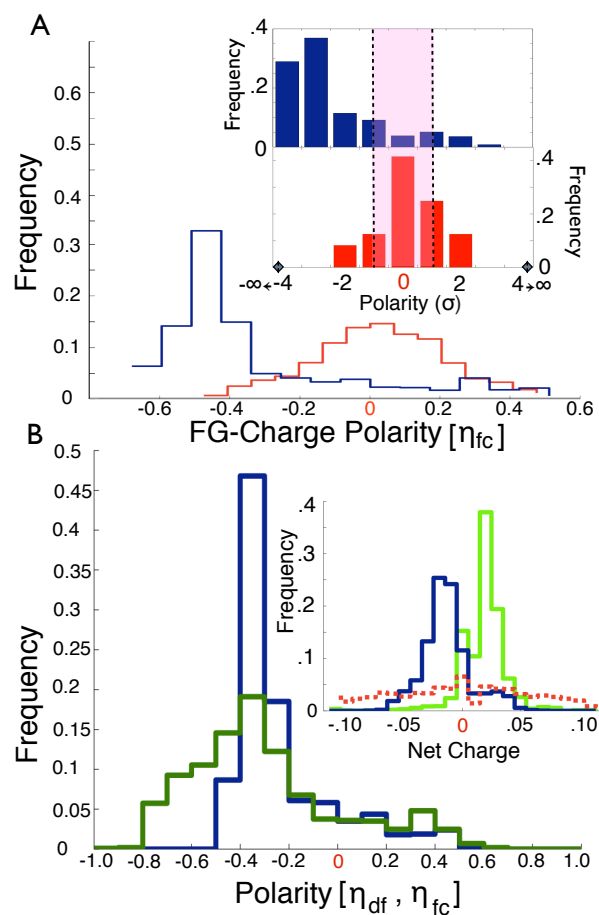 A
.4
Frequency
0
.4
.2
0
Frequency
-∞ -4 -2 0 2 4 ∞
Polarity (σ)
0.6
0.5
0.4
0.3
0.2
0.1
0
Frequency
-0.6 -0.4 -0.2 0 0.2 0.4 0.6
FG-Charge Polarity [ηfc]
B
0.5
0.45
0.4
0.35
0.3
0.25
0.2
0.15
0.1
0.05
0
Frequency
.4
.3
.2
.1
0
Frequency
-.10 -.05 0 .05 .10
Net Charge
-1.0 -0.8 -0.6 -0.4 -0.2 0 0.2 0.4 0.6 0.8 1.0
Polarity [ηdf , ηfc]